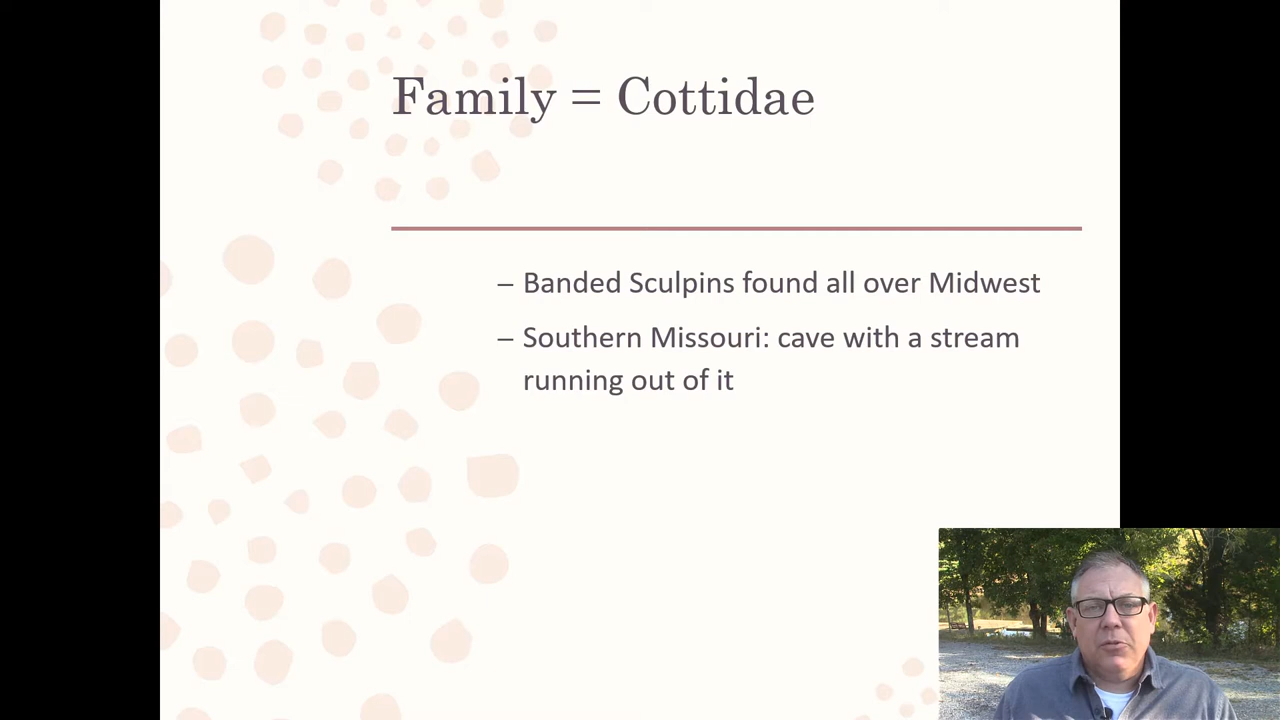 Family = Cottidae
– Banded Sculpins found all over Midwest
– Southern Missouri: cave with a stream
running out of it